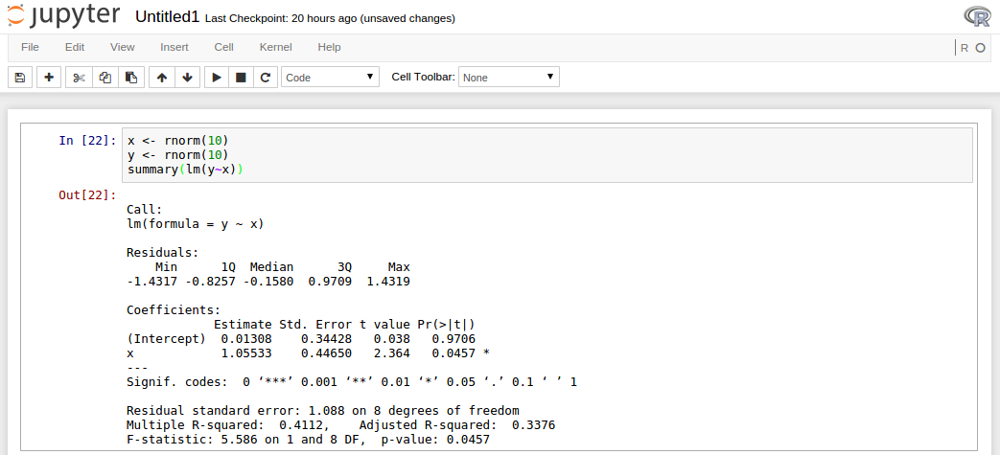 jupyter Untitled1 Last Checkpoint: 20 hours ago (unsaved changes) R
File Edit View Insert Cell Kernel Help R
Code Cell Toolbar: None
In [22]: x <- rnorm(10)
y <- rnorm(10)
summary(lm(y~x))
Out[22]:
Call:
lm(formula = y ~ x)
Residuals:
    Min      1Q  Median      3Q     Max
-1.4317 -0.8257 -0.1580  0.9709  1.4319
Coefficients:
            Estimate Std. Error t value Pr(>|t|)
(Intercept)  0.01308    0.34428   0.038   0.9706
x            1.05533    0.44650   2.364   0.0457 *
---
Signif. codes:  0 ‘***’ 0.001 ‘**’ 0.01 ‘*’ 0.05 ‘.’ 0.1 ‘ ’ 1
Residual standard error: 1.088 on 8 degrees of freedom
Multiple R-squared:  0.4112,    Adjusted R-squared:  0.3376
F-statistic: 5.586 on 1 and 8 DF,  p-value: 0.0457